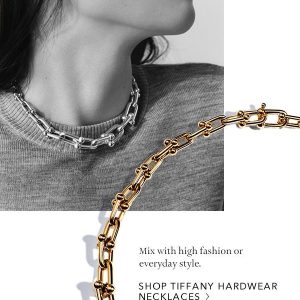 Mix with high fashion or
everyday style.
SHOP TIFFANY HARDWEAR
NECKLACES >